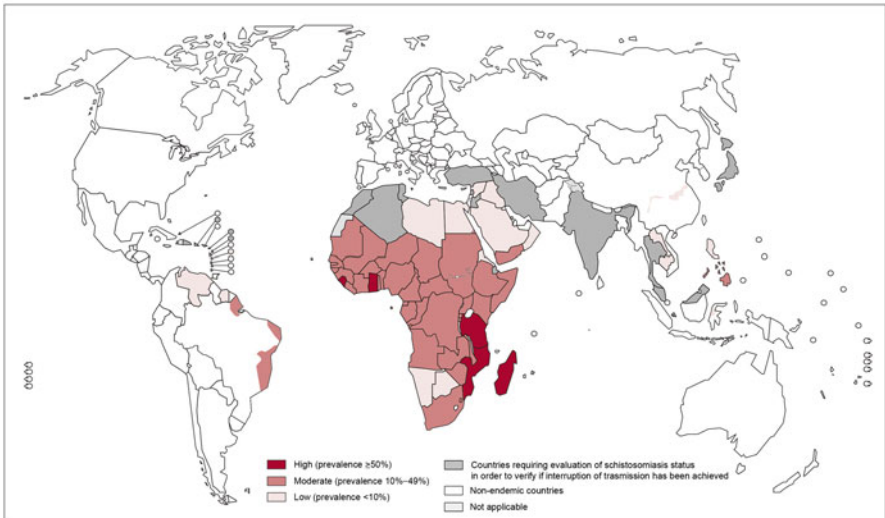 High (prevalence ≥50%)
Moderate (prevalence 10%–49%)
Low (prevalence <10%)
Countries requiring evaluation of schistosomiasis status
in order to verify if interruption of trasmission has been achieved
Non-endemic countries
Not applicable